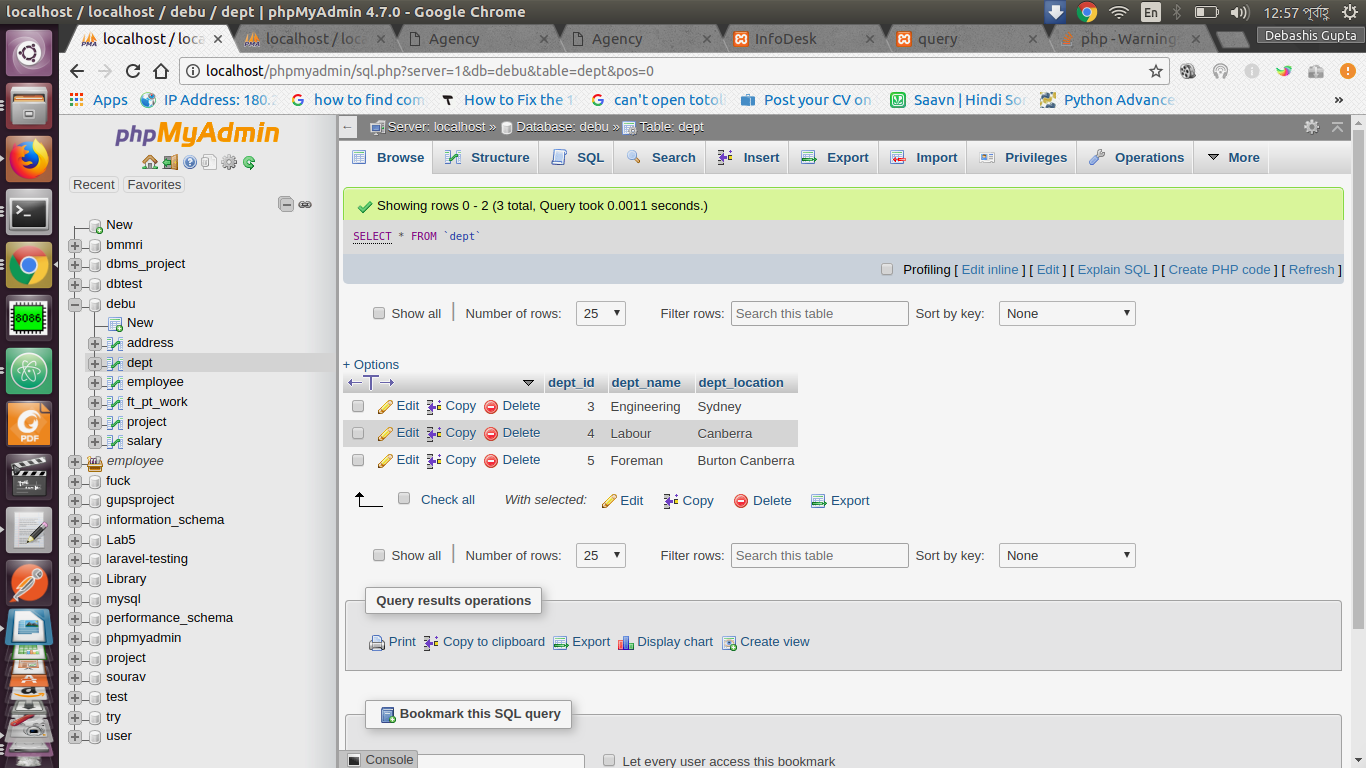 localhost / localhost / debu / dept | phpMyAdmin 4.7.0 - Google Chrome
En
12:57 পূর্বাহ্ণ
localhost / loca
localhost / loca
Agency
Agency
InfoDesk
query
php - Warning
Debashis Gupta
localhost/phpmyadmin/sql.php?server=1&db=debu&table=dept&pos=0
Apps
IP Address: 180.
how to find com
How to Fix the
can't open totol
Post your CV on
Saavn | Hindi So
Python Advance
»
phpMyAdmin
Recent
Favorites
New
bmmri
dbms_project
dbtest
debu
New
address
dept
employee
ft_pt_work
project
salary
employee
fuck
gupsproject
information_schema
Lab5
laravel-testing
Library
mysql
performance_schema
phpmyadmin
project
sourav
test
try
user
8086
PDF
Server: localhost » Database: debu » Table: dept
Browse
Structure
SQL
Search
Insert
Export
Import
Privileges
Operations
More
Showing rows 0 - 2 (3 total, Query took 0.0011 seconds.)
SELECT * FROM `dept`
Profiling [ Edit inline ] [ Edit ] [ Explain SQL ] [ Create PHP code ] [ Refresh ]
Show all | Number of rows: 25 Filter rows: Search this table Sort by key: None
+ Options
←T→ dept_id dept_name dept_location
Edit Copy Delete 3 Engineering Sydney
Edit Copy Delete 4 Labour Canberra
Edit Copy Delete 5 Foreman Burton Canberra
Check all With selected: Edit Copy Delete Export
Show all | Number of rows: 25 Filter rows: Search this table Sort by key: None
Query results operations
Print Copy to clipboard Export Display chart Create view
Bookmark this SQL query
Console
Let every user access this bookmark